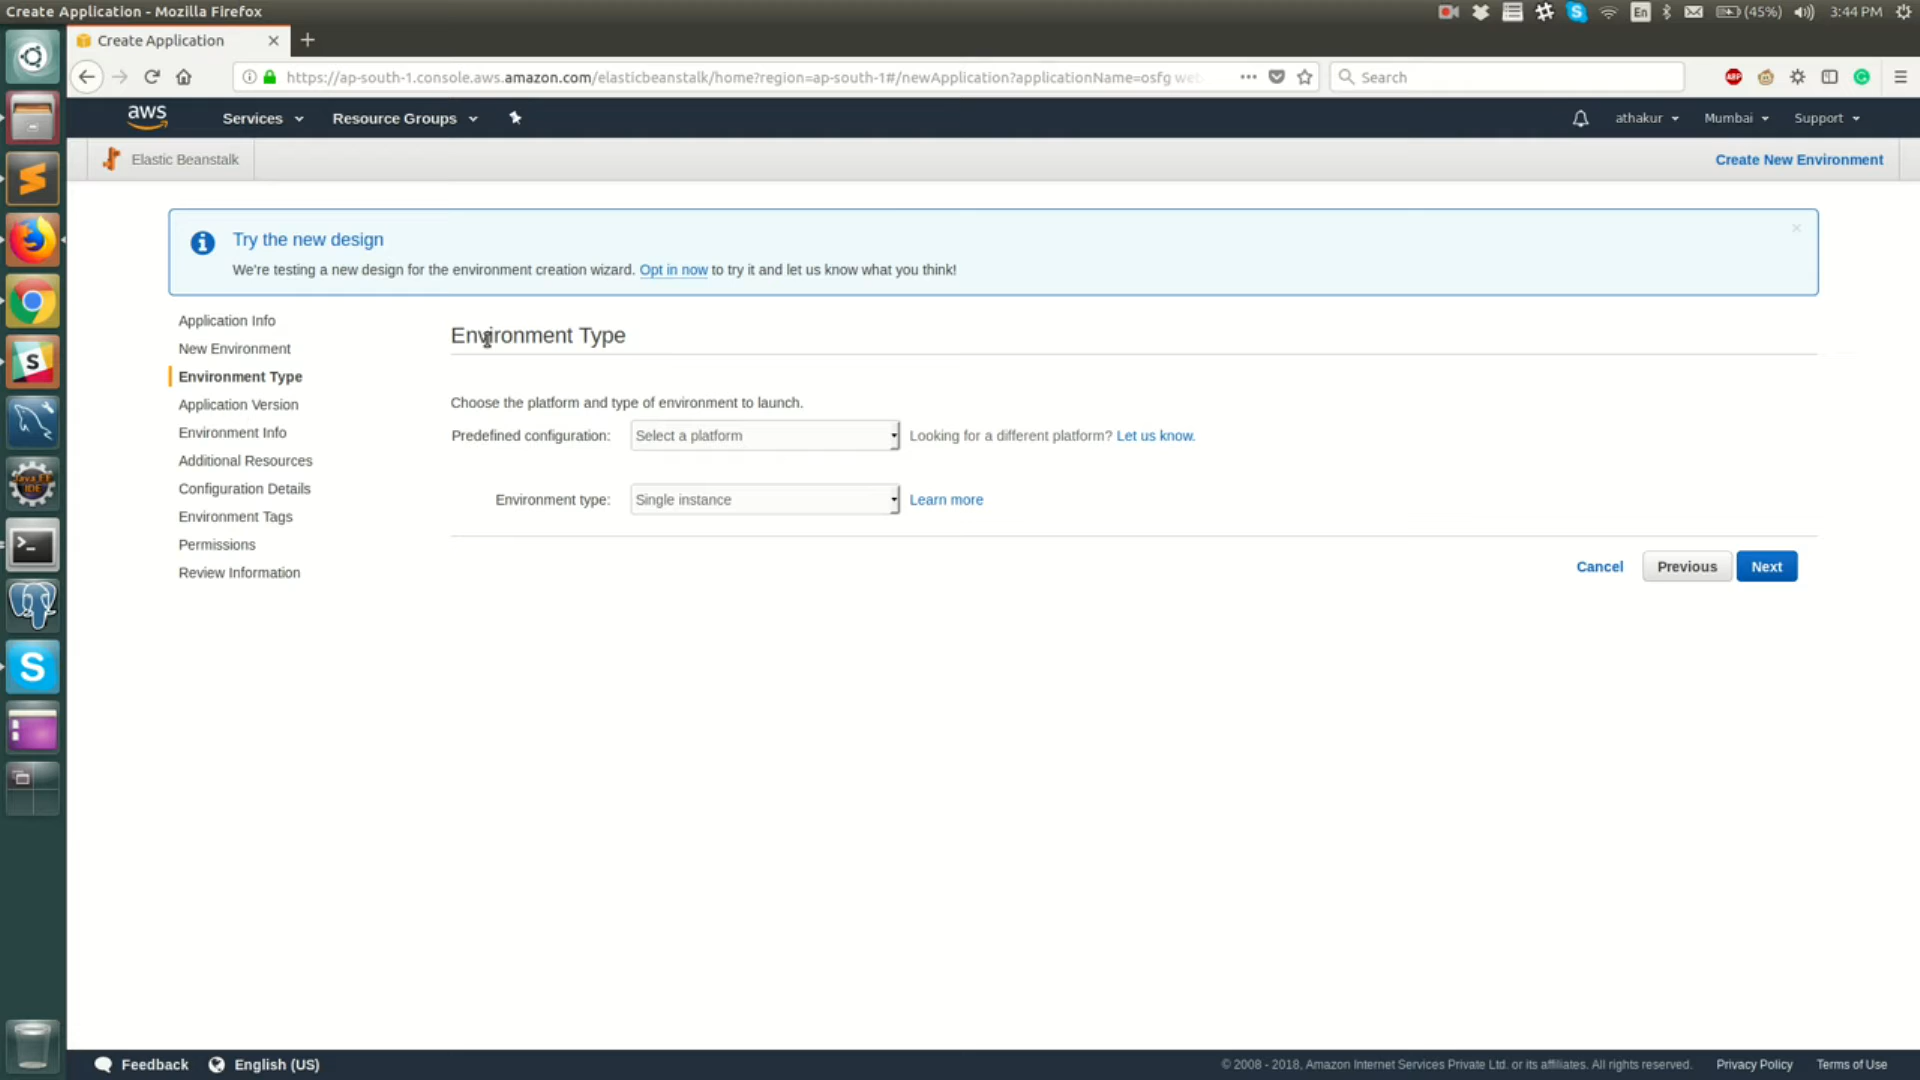 Create Application - Mozilla Firefox
En (45%) 3:44 PM
Create Application
https://ap-south-1.console.aws.amazon.com/elasticbeanstalk/home?region=ap-south-1#/newApplication?applicationName=osfg we
Search
aws Services Resource Groups athakur Mumbai Support
Elastic Beanstalk Create New Environment
Try the new design
We're testing a new design for the environment creation wizard. Opt in now to try it and let us know what you think!
Application Info
New Environment
Environment Type
Application Version
Environment Info
Additional Resources
Configuration Details
Environment Tags
Permissions
Review Information
Environment Type
Choose the platform and type of environment to launch.
Predefined configuration: Select a platform Looking for a different platform? Let us know.
Environment type: Single instance Learn more
Cancel Previous Next
Feedback English (US) © 2008 - 2018, Amazon Internet Services Private Ltd. or its affiliates. All rights reserved. Privacy Policy Terms of Use